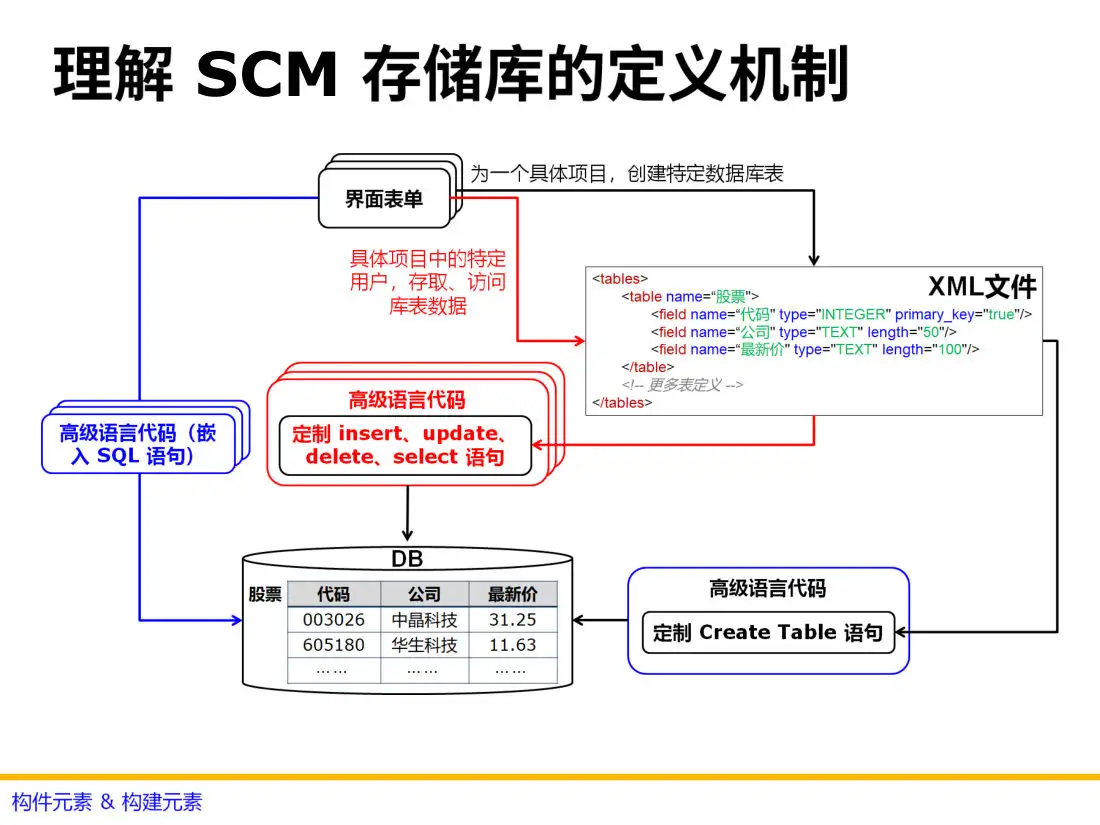 理解 SCM 存储库的定义机制
为一个具体项目，创建特定数据库表
界面表单
具体项目中的特定
用户，存取、访问
库表数据
XML文件
<tables>
<table name=“股票">
<field name=“代码" type="INTEGER" primary_key="true"/>
<field name=“公司" type="TEXT" length="50"/>
<field name=“最新价" type="TEXT" length="100"/>
</table>
<!-- 更多表定义 -->
</tables>
高级语言代码
定制 insert、update、
delete、select 语句
高级语言代码（嵌
入 SQL 语句）
DB
股票 代码 公司 最新价
003026 中晶科技 31.25
605180 华生科技 11.63
…… …… ……
高级语言代码
定制 Create Table 语句
构件元素 & 构建元素